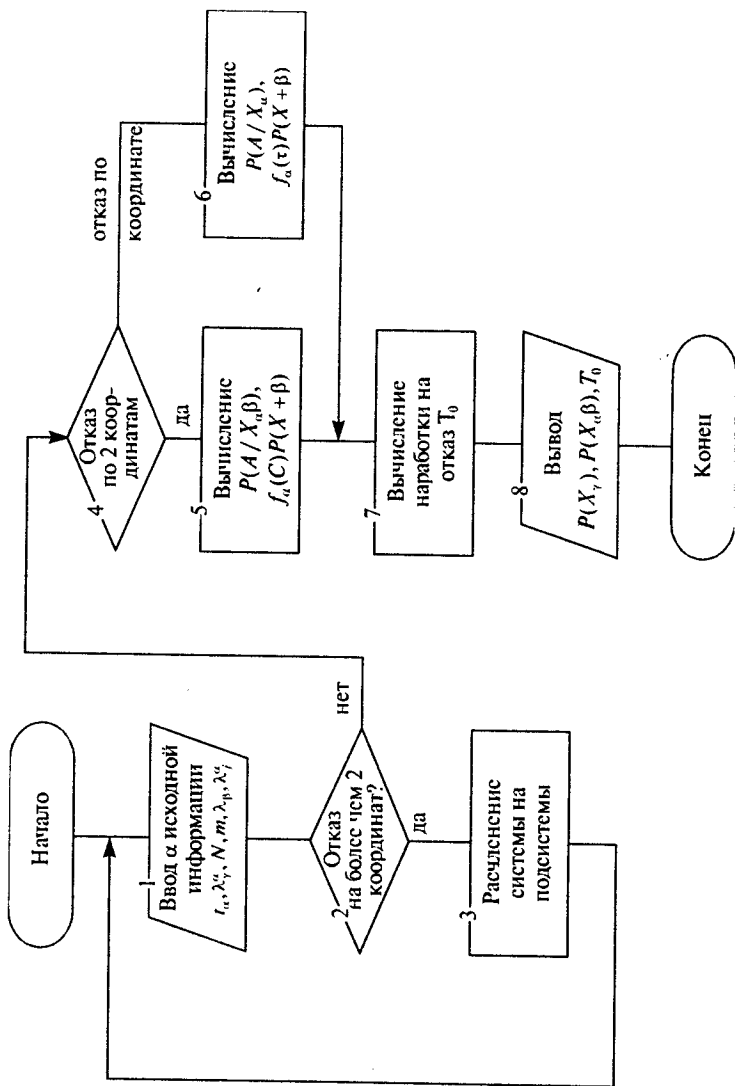 Начало
1
Ввод α исходной
информации
t_α, λ^α_γ, N, m, λ_β, λ^α_i
2
Отказ
на более чем 2
координат?
нет
да
3
Расчленение
системы на
подсистемы
4
Отказ
по 2 коор-
динатам
да
отказ по
координате
5
Вычисление
P(A / X_αβ),
f_α(C)P(X + β)
6
Вычисление
P(A / X_α),
f_α(τ)P(X + β)
7
Вычисление
наработки на
отказ T_0
8
Вывод
P(X_γ), P(X_αβ), T_0
Конец